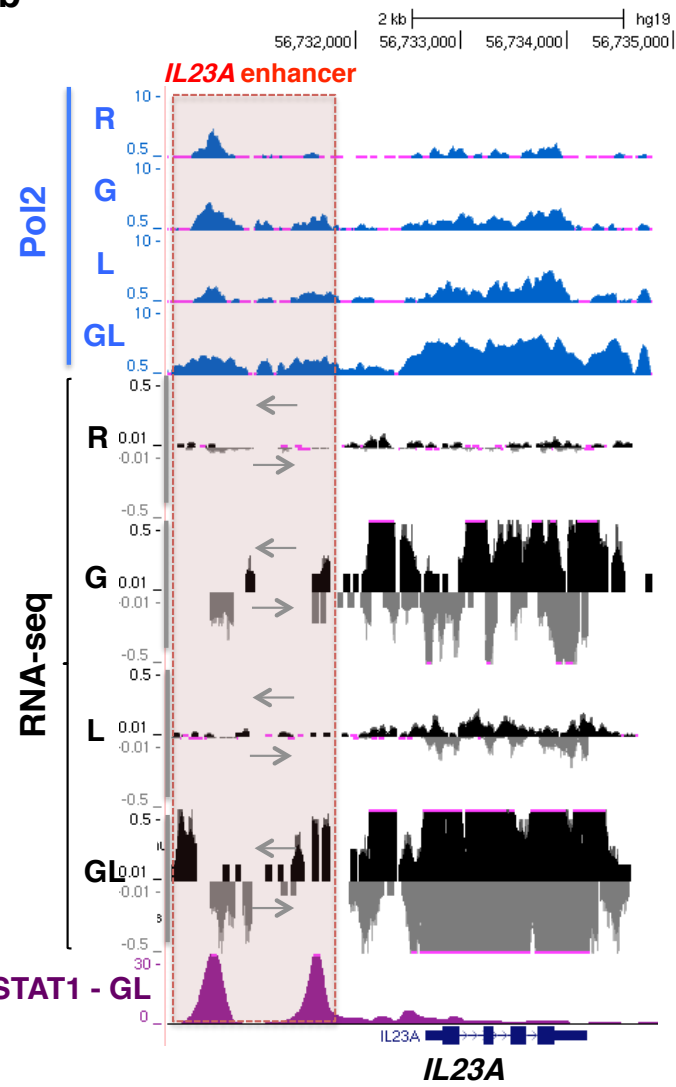 b
2 kb hg19
56,732,000 56,733,000 56,734,000 56,735,000
IL23A enhancer
Pol2
R
10
0.5
G
10
0.5
L
10
0.5
GL
10
0.5
RNA-seq
R
0.5
0.01
-0.01
-0.5
G
0.5
0.01
-0.01
-0.5
L
0.5
0.01
-0.01
-0.5
GL
0.5
0.01
-0.01
-0.5
STAT1 - GL
30
0
IL23A
IL23A